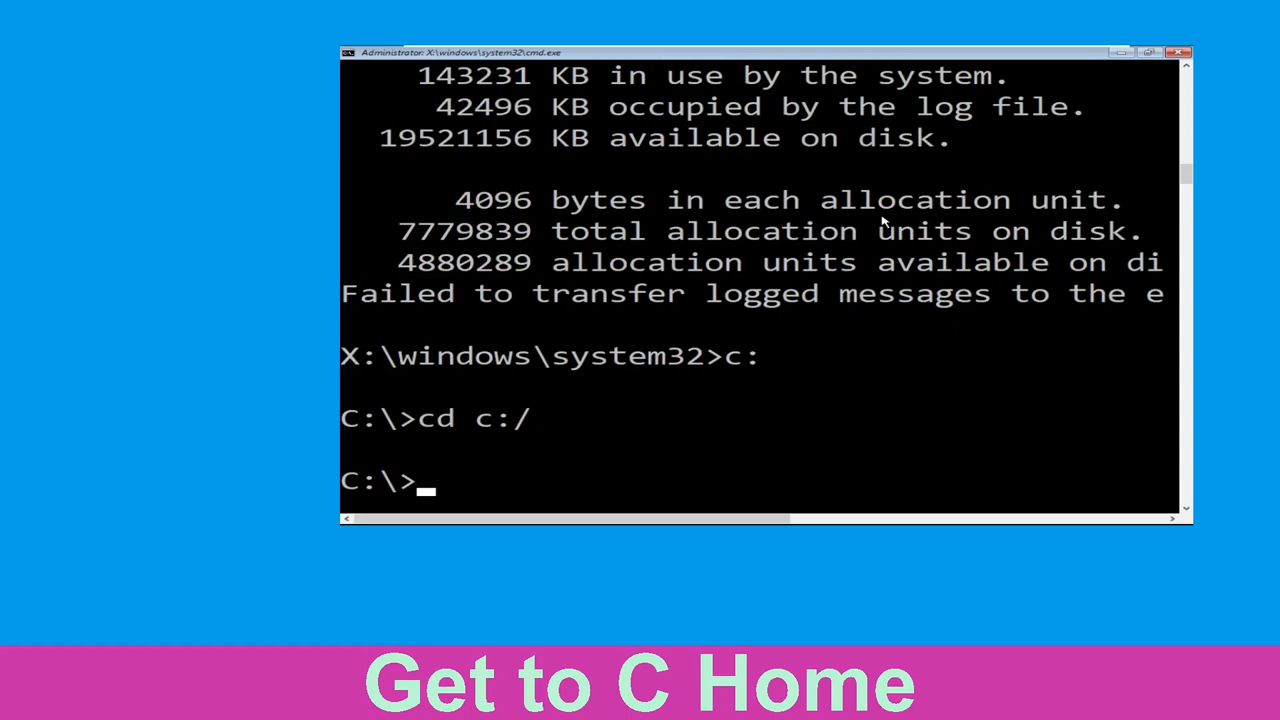 Administrator: X:\windows\system32\cmd.exe
143231 KB in use by the system.
42496 KB occupied by the log file.
19521156 KB available on disk.
4096 bytes in each allocation unit.
7779839 total allocation units on disk.
4880289 allocation units available on di
Failed to transfer logged messages to the e
X:\windows\system32>c:
C:\>cd c:/
C:\>
Get to C Home